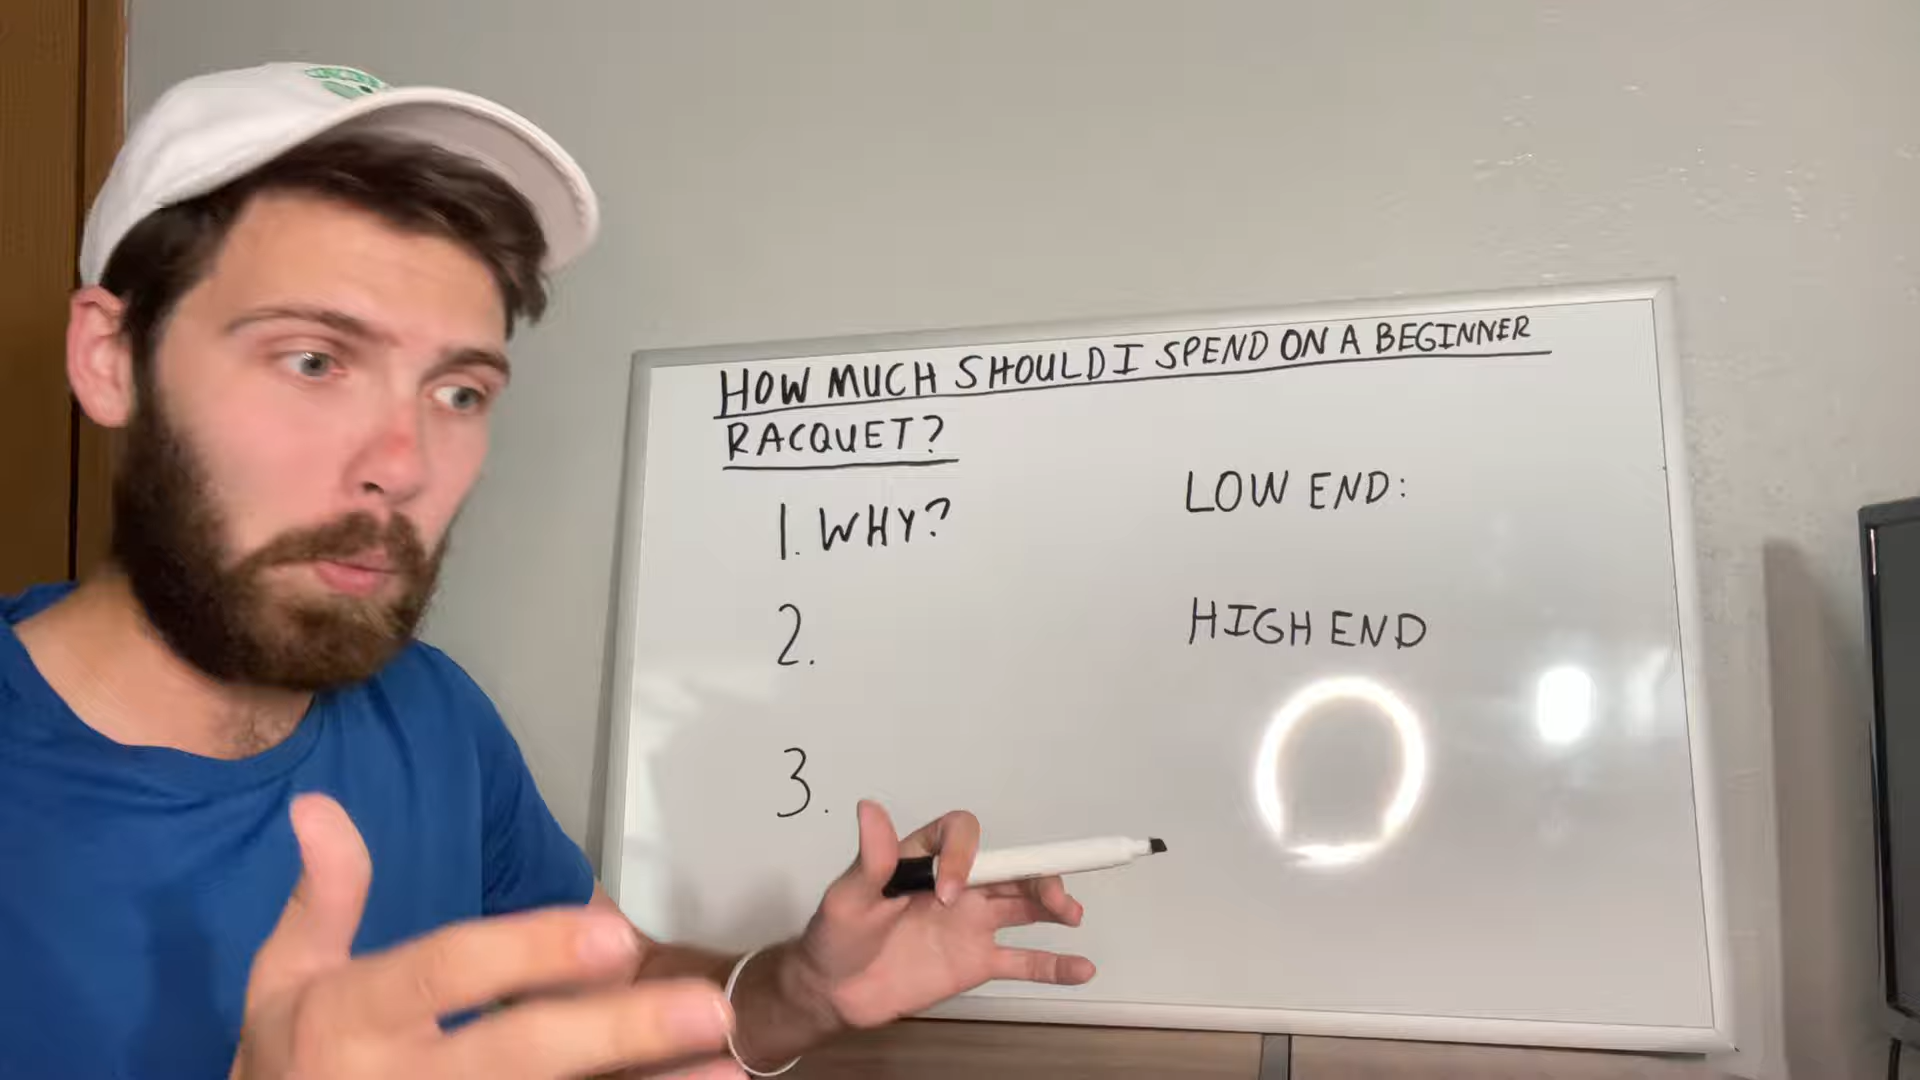 HOW MUCH SHOULD I SPEND ON A BEGINNER
RACQUET?
1. WHY?
2.
3.
LOW END:
HIGH END